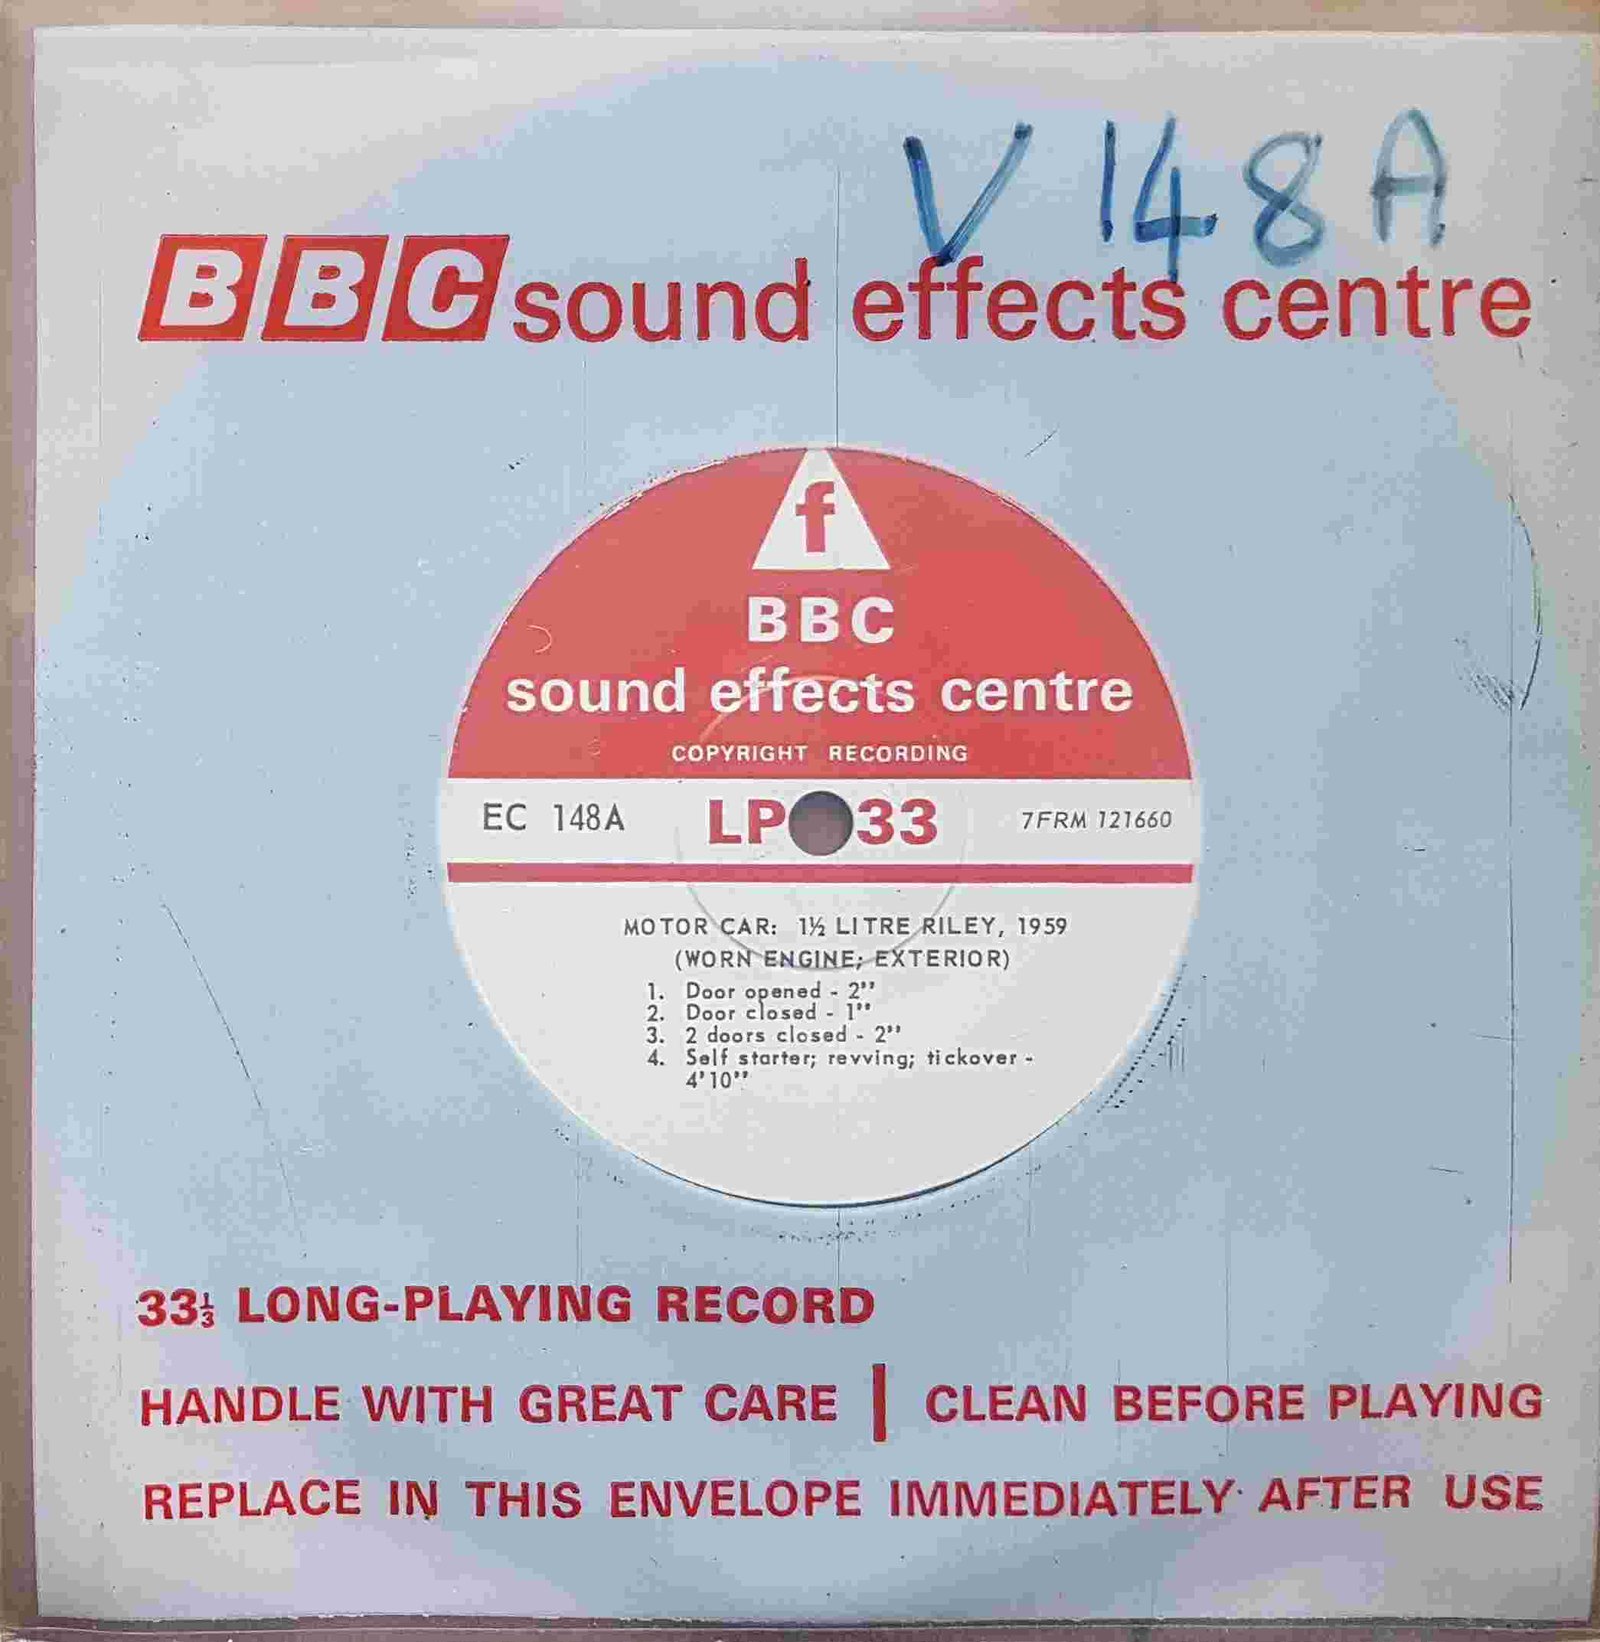 V 148A
BBC sound effects centre
f
BBC
sound effects centre
COPYRIGHT RECORDING
EC 148A LP 33 7FRM 121660
MOTOR CAR: 1½ LITRE RILEY, 1959
(WORN ENGINE; EXTERIOR)
1. Door opened - 2''
2. Door closed - 1''
3. 2 doors closed - 2''
4. Self starter; revving; tickover -
4'10''
33⅓ LONG-PLAYING RECORD
HANDLE WITH GREAT CARE | CLEAN BEFORE PLAYING
REPLACE IN THIS ENVELOPE IMMEDIATELY AFTER USE